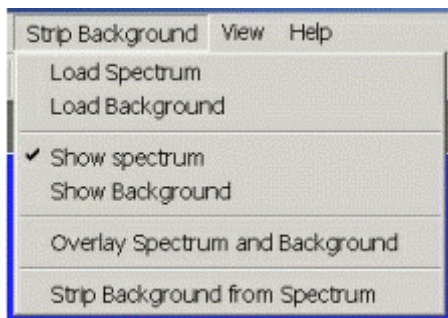 Strip Background View Help
Load Spectrum
Load Background
Show spectrum
Show Background
Overlay Spectrum and Background
Strip Background from Spectrum